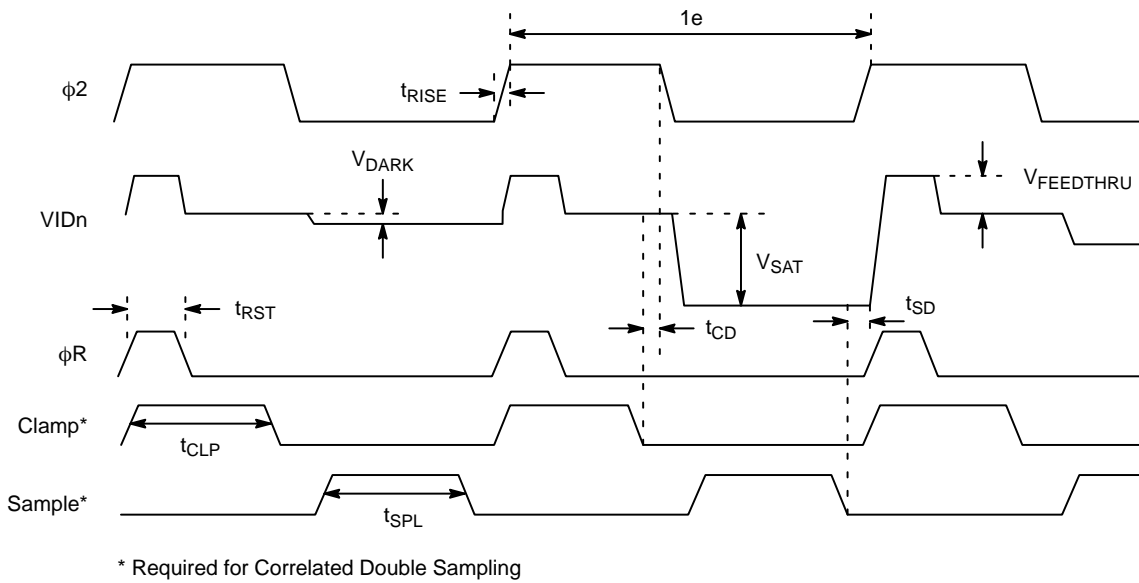 1e
ϕ2
tRISE
VDARK
VFEEDTHRU
VIDn
VSAT
tRST
tSD
tCD
ϕR
Clamp*
tCLP
Sample*
tSPL
* Required for Correlated Double Sampling